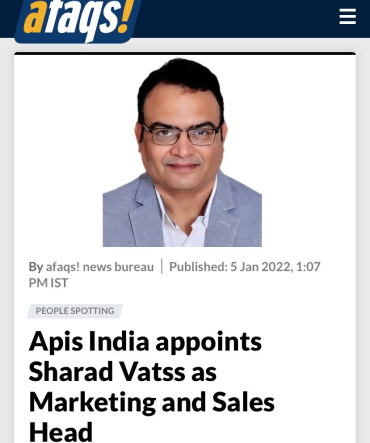 afaqs!
By afaqs! news bureau | Published: 5 Jan 2022, 1:07
PM IST
PEOPLE SPOTTING
Apis India appoints
Sharad Vatss as
Marketing and Sales
Head